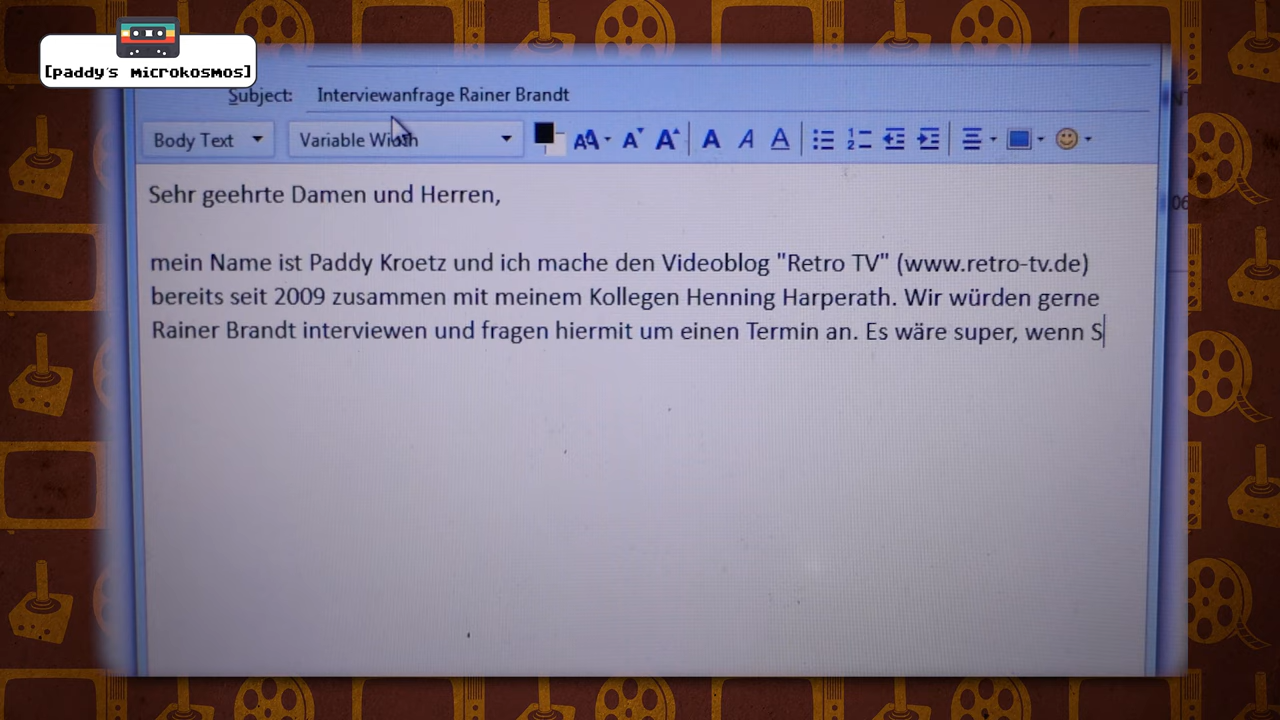 [paddy's microkosmos]
Subject: Interviewanfrage Rainer Brandt
Body Text Variable Width
Sehr geehrte Damen und Herren,
mein Name ist Paddy Kroetz und ich mache den Videoblog "Retro TV" (www.retro-tv.de)
bereits seit 2009 zusammen mit meinem Kollegen Henning Harperath. Wir würden gerne
Rainer Brandt interviewen und fragen hiermit um einen Termin an. Es wäre super, wenn S